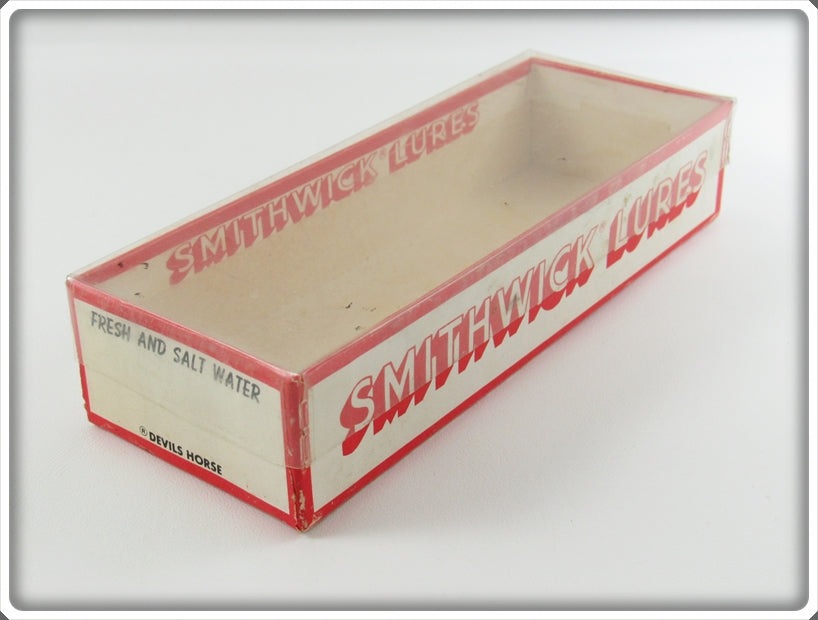 SMITHWICK® LURES
SMITHWICK® LURES
FRESH AND SALT WATER
® DEVILS HORSE